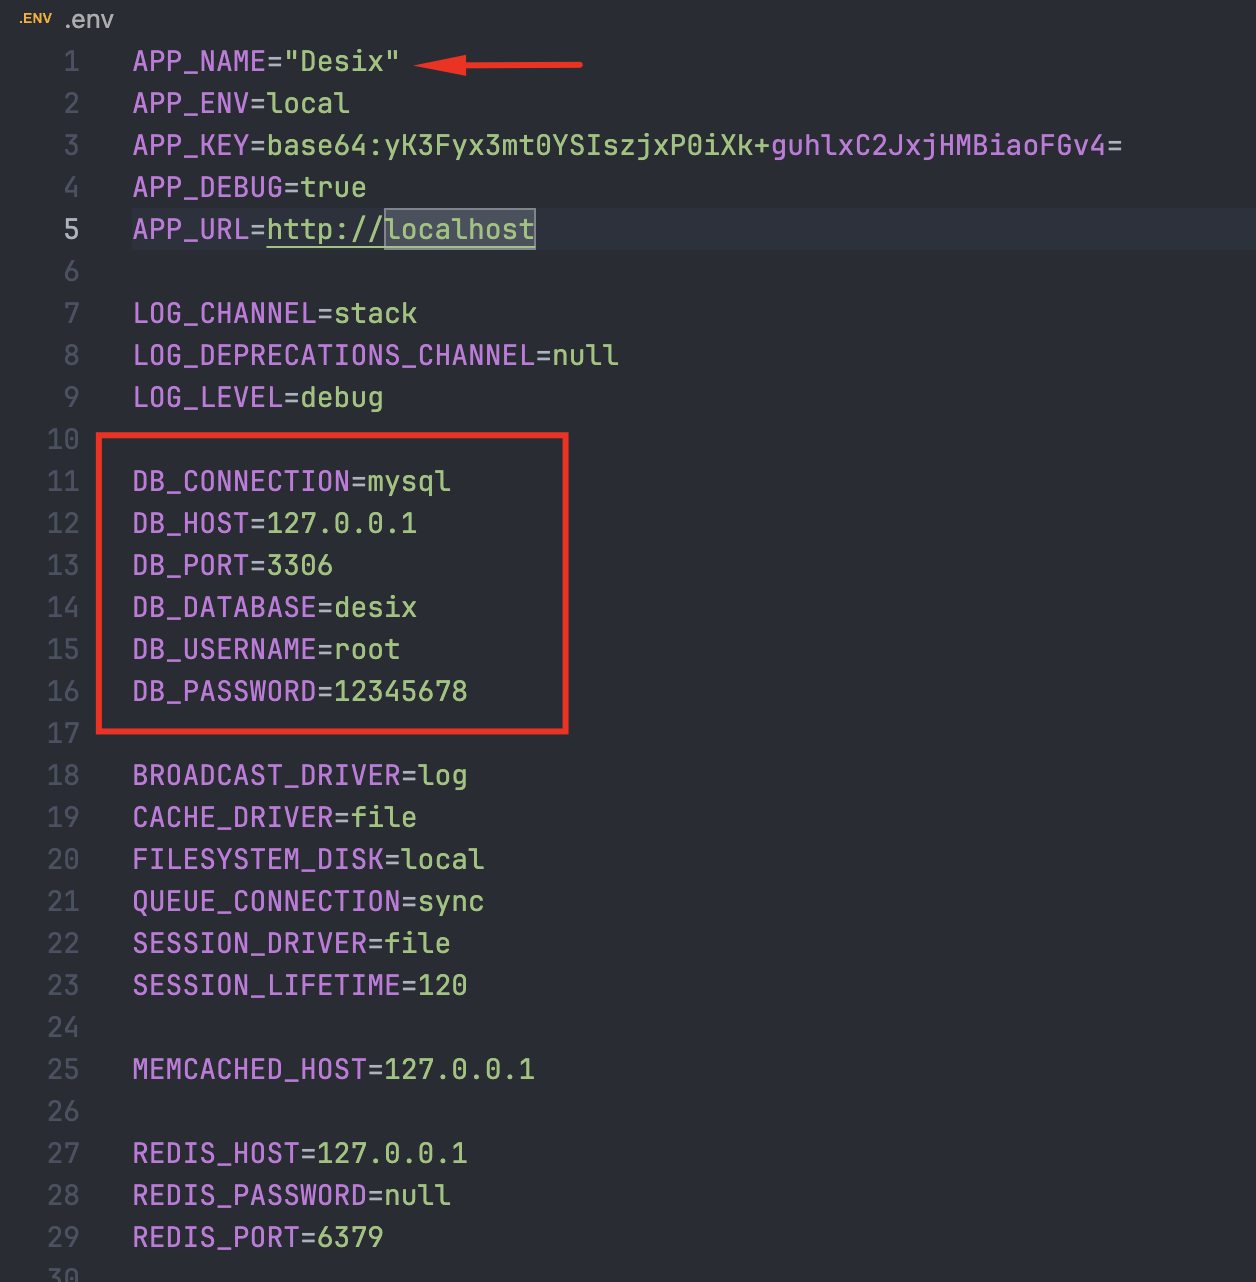 .ENV .env
1 APP_NAME="Desix"
2 APP_ENV=local
3 APP_KEY=base64:yK3Fyx3mt0YSIszjxP0iXk+guhlxC2JxjHMBiaoFGv4=
4 APP_DEBUG=true
5 APP_URL=http://localhost
6
7 LOG_CHANNEL=stack
8 LOG_DEPRECATIONS_CHANNEL=null
9 LOG_LEVEL=debug
10
11 DB_CONNECTION=mysql
12 DB_HOST=127.0.0.1
13 DB_PORT=3306
14 DB_DATABASE=desix
15 DB_USERNAME=root
16 DB_PASSWORD=12345678
17
18 BROADCAST_DRIVER=log
19 CACHE_DRIVER=file
20 FILESYSTEM_DISK=local
21 QUEUE_CONNECTION=sync
22 SESSION_DRIVER=file
23 SESSION_LIFETIME=120
24
25 MEMCACHED_HOST=127.0.0.1
26
27 REDIS_HOST=127.0.0.1
28 REDIS_PASSWORD=null
29 REDIS_PORT=6379
30